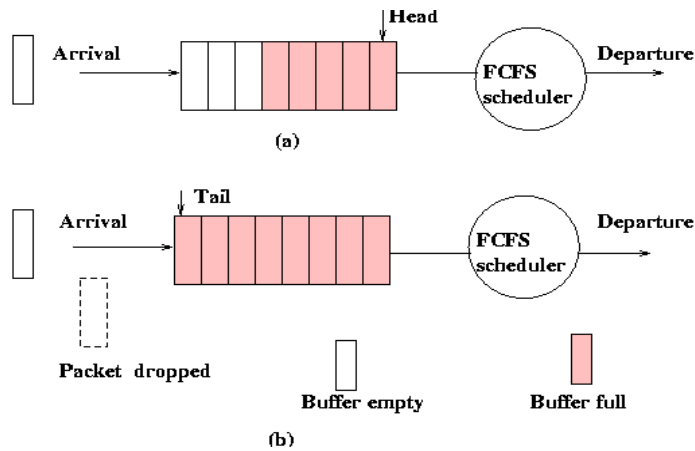 Head
Arrival
FCFS
scheduler
Departure
(a)
Tail
Arrival
FCFS
scheduler
Departure
Packet dropped
Buffer empty
Buffer full
(b)